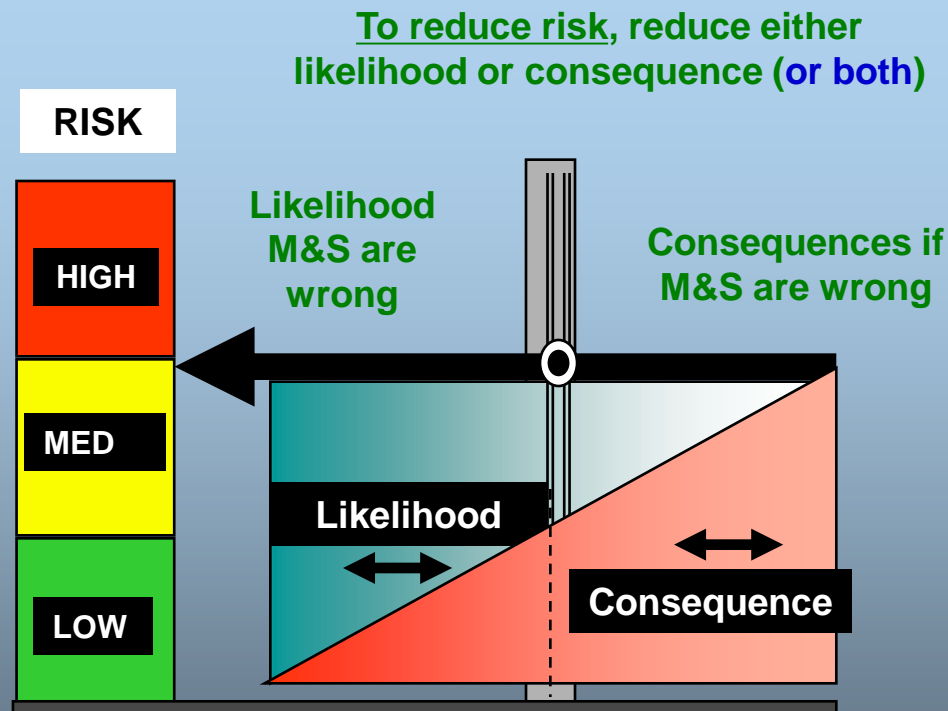 To reduce risk, reduce either
likelihood or consequence (or both)
RISK
Likelihood
M&S are
wrong
Consequences if
M&S are wrong
HIGH
MED
Likelihood
Consequence
LOW